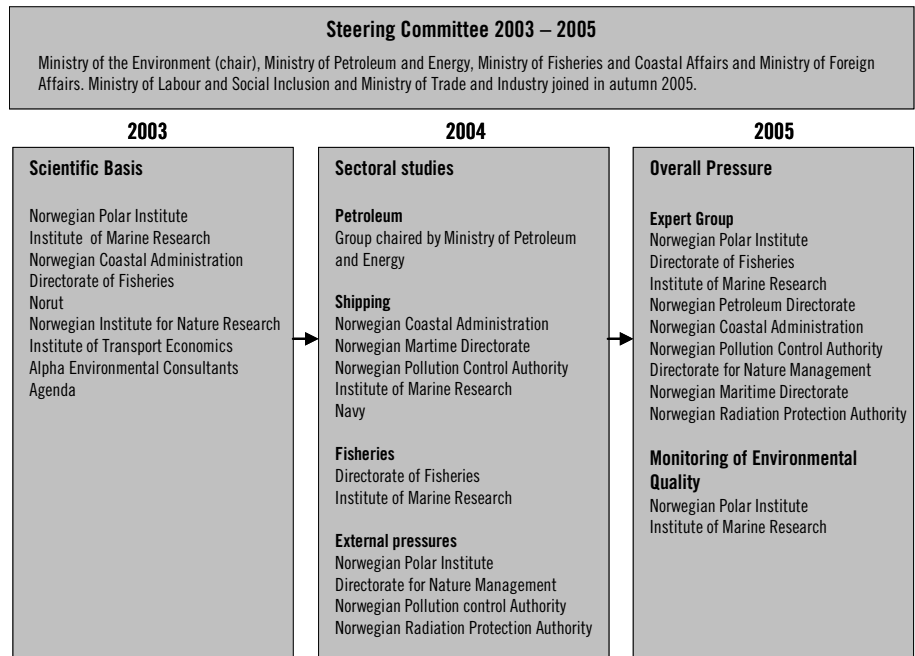 Steering Committee 2003 – 2005
Ministry of the Environment (chair), Ministry of Petroleum and Energy, Ministry of Fisheries and Coastal Affairs and Ministry of Foreign
Affairs. Ministry of Labour and Social Inclusion and Ministry of Trade and Industry joined in autumn 2005.
2003
Scientific Basis
Norwegian Polar Institute
Institute of Marine Research
Norwegian Coastal Administration
Directorate of Fisheries
Norut
Norwegian Institute for Nature Research
Institute of Transport Economics
Alpha Environmental Consultants
Agenda
2004
Sectoral studies
Petroleum
Group chaired by Ministry of Petroleum
and Energy
Shipping
Norwegian Coastal Administration
Norwegian Martime Directorate
Norwegian Pollution Control Authority
Institute of Marine Research
Navy
Fisheries
Directorate of Fisheries
Institute of Marine Research
External pressures
Norwegian Polar Institute
Directorate for Nature Management
Norwegian Pollution control Authority
Norwegian Radiation Protection Authority
2005
Overall Pressure
Expert Group
Norwegian Polar Institute
Directorate of Fisheries
Institute of Marine Research
Norwegian Petroleum Directorate
Norwegian Coastal Administration
Norwegian Pollution Control Authority
Directorate for Nature Management
Norwegian Maritime Directorate
Norwegian Radiation Protection Authority
Monitoring of Environmental
Quality
Norwegian Polar Institute
Institute of Marine Research